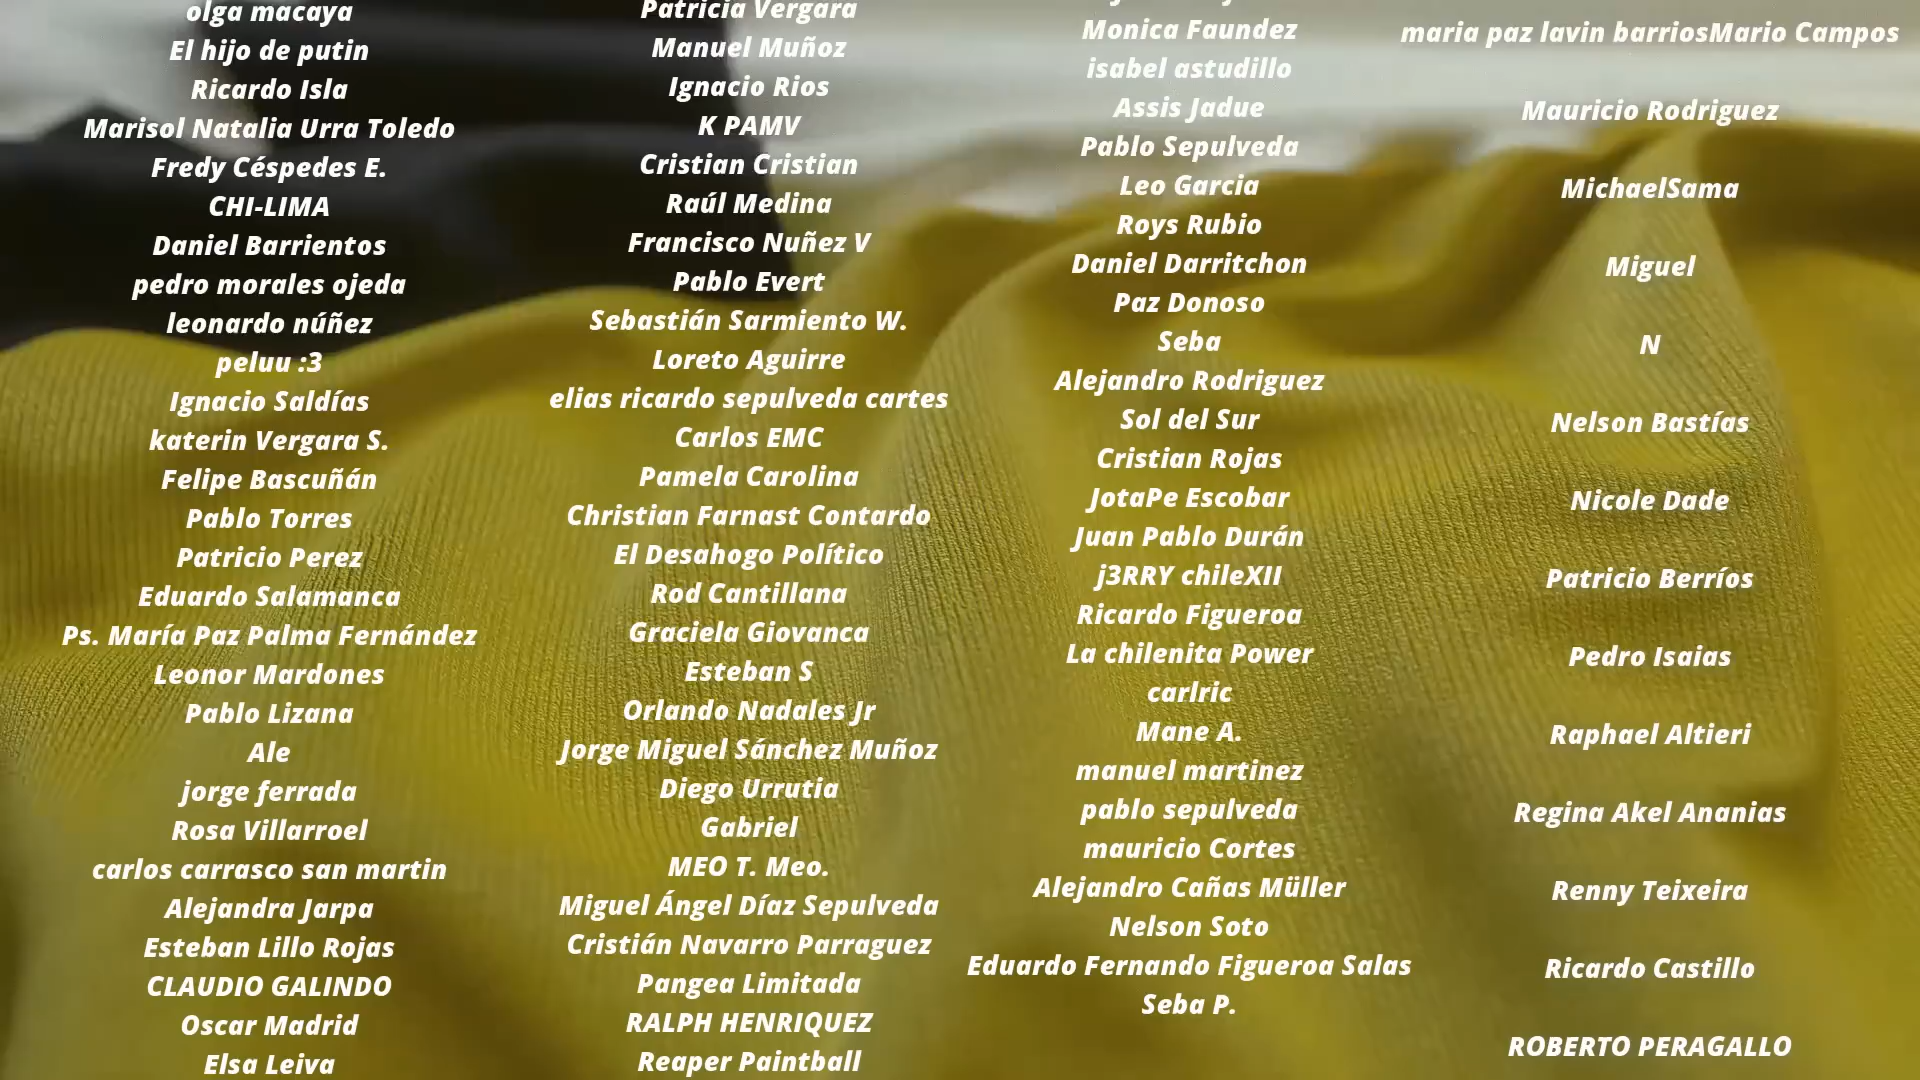 olga macaya
El hijo de putin
Ricardo Isla
Marisol Natalia Urra Toledo
Fredy Céspedes E.
CHI-LIMA
Daniel Barrientos
pedro morales ojeda
leonardo núñez
peluu :3
Ignacio Saldías
katerin Vergara S.
Felipe Bascuñán
Pablo Torres
Patricio Perez
Eduardo Salamanca
Ps. María Paz Palma Fernández
Leonor Mardones
Pablo Lizana
Ale
jorge ferrada
Rosa Villarroel
carlos carrasco san martin
Alejandra Jarpa
Esteban Lillo Rojas
CLAUDIO GALINDO
Oscar Madrid
Elsa Leiva
Patricia Vergara
Manuel Muñoz
Ignacio Rios
K PAMV
Cristian Cristian
Raúl Medina
Francisco Nuñez V
Pablo Evert
Sebastián Sarmiento W.
Loreto Aguirre
elias ricardo sepulveda cartes
Carlos EMC
Pamela Carolina
Christian Farnast Contardo
El Desahogo Político
Rod Cantillana
Graciela Giovanca
Esteban S
Orlando Nadales Jr
Jorge Miguel Sánchez Muñoz
Diego Urrutia
Gabriel
MEO T. Meo.
Miguel Ángel Díaz Sepulveda
Cristián Navarro Parraguez
Pangea Limitada
RALPH HENRIQUEZ
Reaper Paintball
Monica Faundez
isabel astudillo
Assis Jadue
Pablo Sepulveda
Leo Garcia
Roys Rubio
Daniel Darritchon
Paz Donoso
Seba
Alejandro Rodriguez
Sol del Sur
Cristian Rojas
JotaPe Escobar
Juan Pablo Durán
j3RRY chileXII
Ricardo Figueroa
La chilenita Power
carlric
Mane A.
manuel martinez
pablo sepulveda
mauricio Cortes
Alejandro Cañas Müller
Nelson Soto
Eduardo Fernando Figueroa Salas
Seba P.
maria paz lavin barriosMario Campos
Mauricio Rodriguez
MichaelSama
Miguel
N
Nelson Bastías
Nicole Dade
Patricio Berríos
Pedro Isaias
Raphael Altieri
Regina Akel Ananias
Renny Teixeira
Ricardo Castillo
ROBERTO PERAGALLO